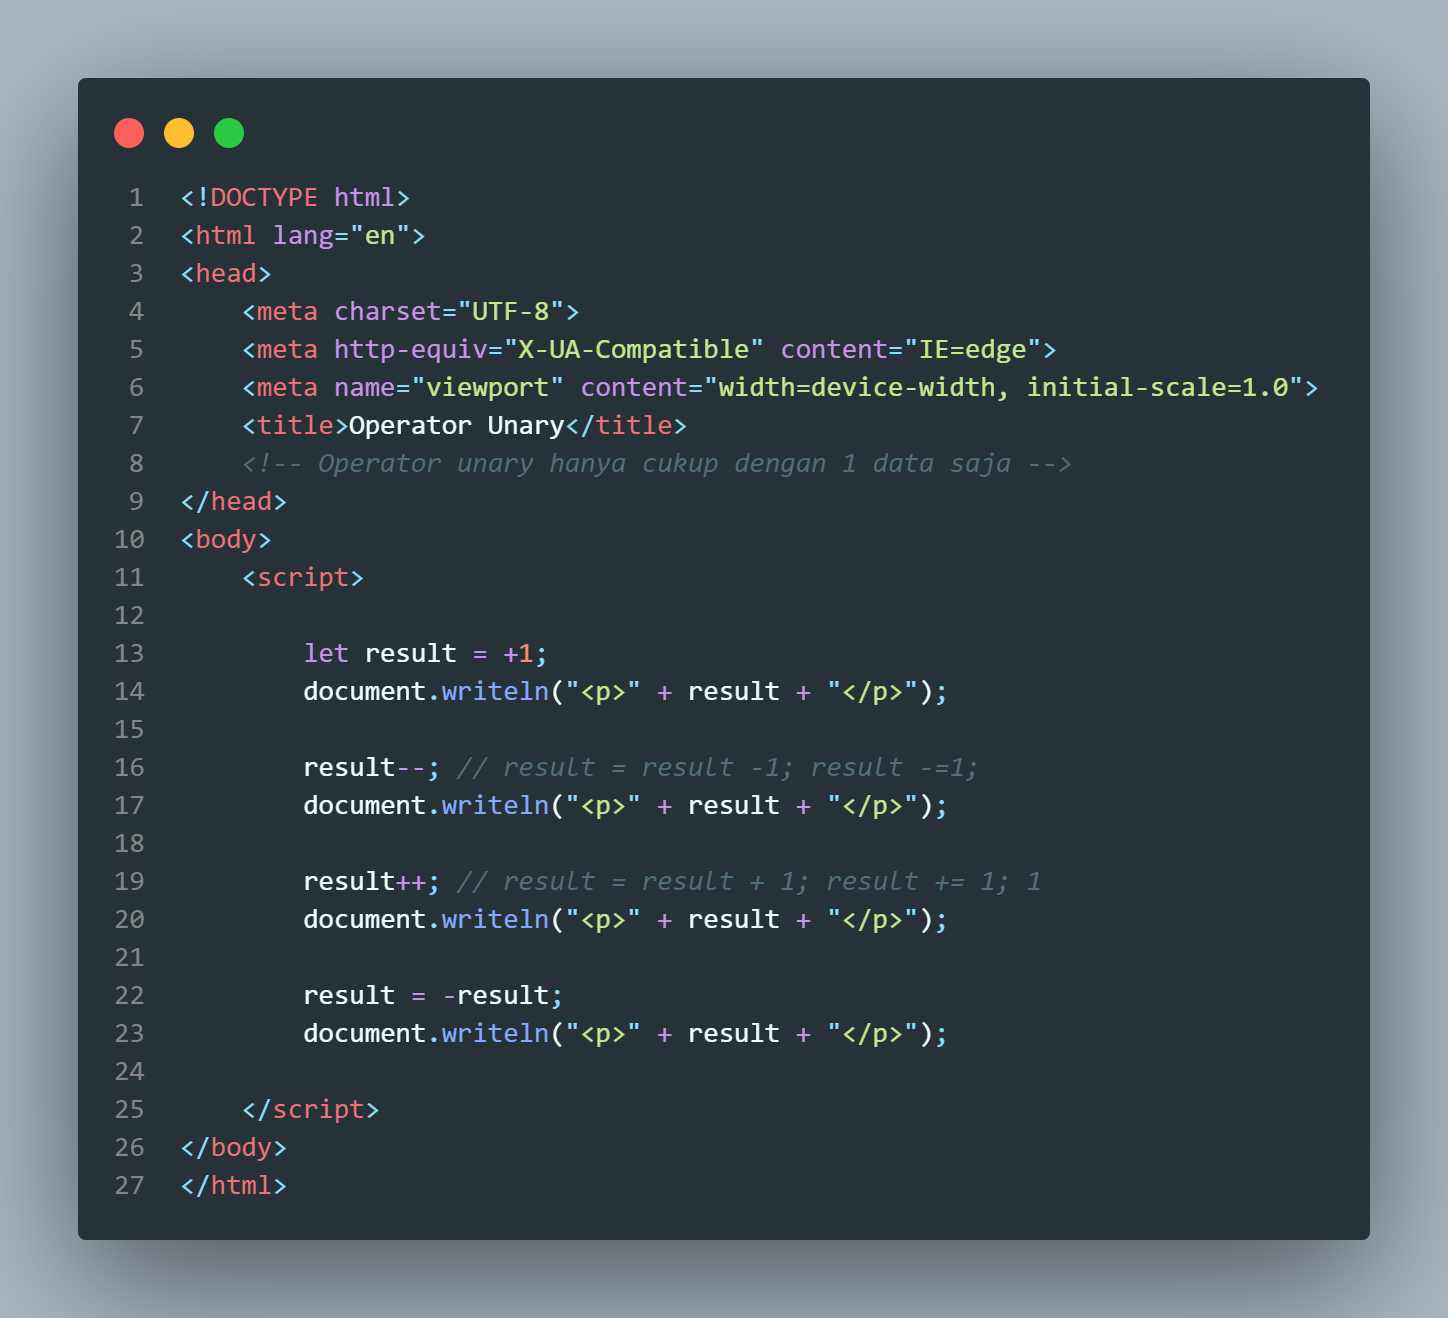 1 <!DOCTYPE html>
2 <html lang="en">
3 <head>
4     <meta charset="UTF-8">
5     <meta http-equiv="X-UA-Compatible" content="IE=edge">
6     <meta name="viewport" content="width=device-width, initial-scale=1.0">
7     <title>Operator Unary</title>
8     <!-- Operator unary hanya cukup dengan 1 data saja -->
9 </head>
10 <body>
11     <script>
12
13         let result = +1;
14         document.writeln("<p>" + result + "</p>");
15
16         result--; // result = result -1; result -=1;
17         document.writeln("<p>" + result + "</p>");
18
19         result++; // result = result + 1; result += 1; 1
20         document.writeln("<p>" + result + "</p>");
21
22         result = -result;
23         document.writeln("<p>" + result + "</p>");
24
25     </script>
26 </body>
27 </html>